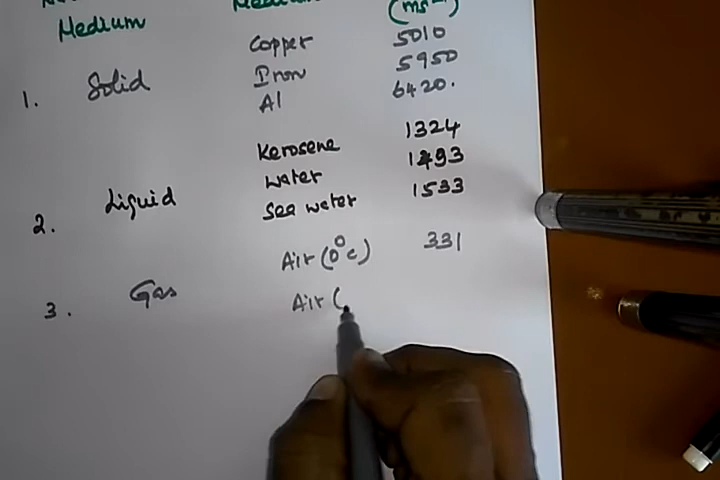 Medium
(ms
Copper 5010
1. Solid Iron 5950
Al 6420.
Kerosene 1324
Water 1493
2. Liquid Sea water 1533
Air (0°c) 331
3. Gas Air (